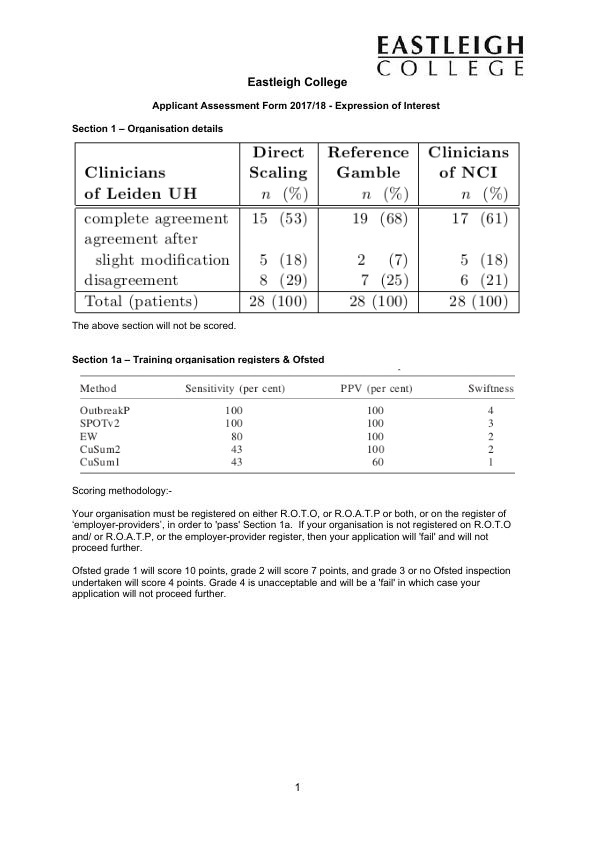 EASTLEIGH
COLLEGE
Eastleigh College
Applicant Assessment Form 2017/18 - Expression of Interest
Section 1 – Organisation details
Direct Reference Clinicians
Clinicians Scaling Gamble of NCI
of Leiden UH n (%) n (%) n (%)
complete agreement 15 (53) 19 (68) 17 (61)
agreement after
slight modification 5 (18) 2 (7) 5 (18)
disagreement 8 (29) 7 (25) 6 (21)
Total (patients) 28 (100) 28 (100) 28 (100)
The above section will not be scored.
Section 1a – Training organisation registers & Ofsted
Method Sensitivity (per cent) PPV (per cent) Swiftness
OutbreakP 100 100 4
SPOTv2 100 100 3
EW 80 100 2
CuSum2 43 100 2
CuSum1 43 60 1
Scoring methodology:-
Your organisation must be registered on either R.O.T.O, or R.O.A.T.P or both, or on the register of
‘employer-providers’, in order to 'pass' Section 1a.  If your organisation is not registered on R.O.T.O
and/ or R.O.A.T.P, or the employer-provider register, then your application will 'fail' and will not
proceed further.
Ofsted grade 1 will score 10 points, grade 2 will score 7 points, and grade 3 or no Ofsted inspection
undertaken will score 4 points. Grade 4 is unacceptable and will be a 'fail' in which case your
application will not proceed further.
1